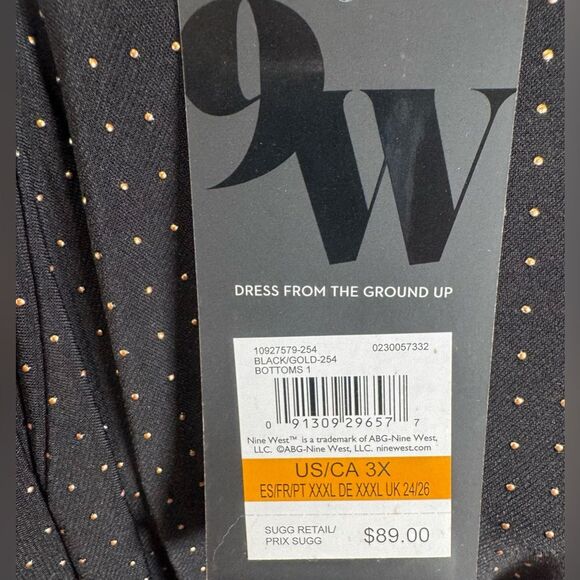 9W
DRESS FROM THE GROUND UP
10927579-254 0230057332
BLACK/GOLD-254
BOTTOMS 1
0 91309 29657 7
Nine West™ is a trademark of ABG-Nine West,
LLC. ©ABG-Nine West, LLC. ninewest.com
US/CA 3X
ES/FR/PT XXXL DE XXXL UK 24/26
SUGG RETAIL/
PRIX SUGG $89.00